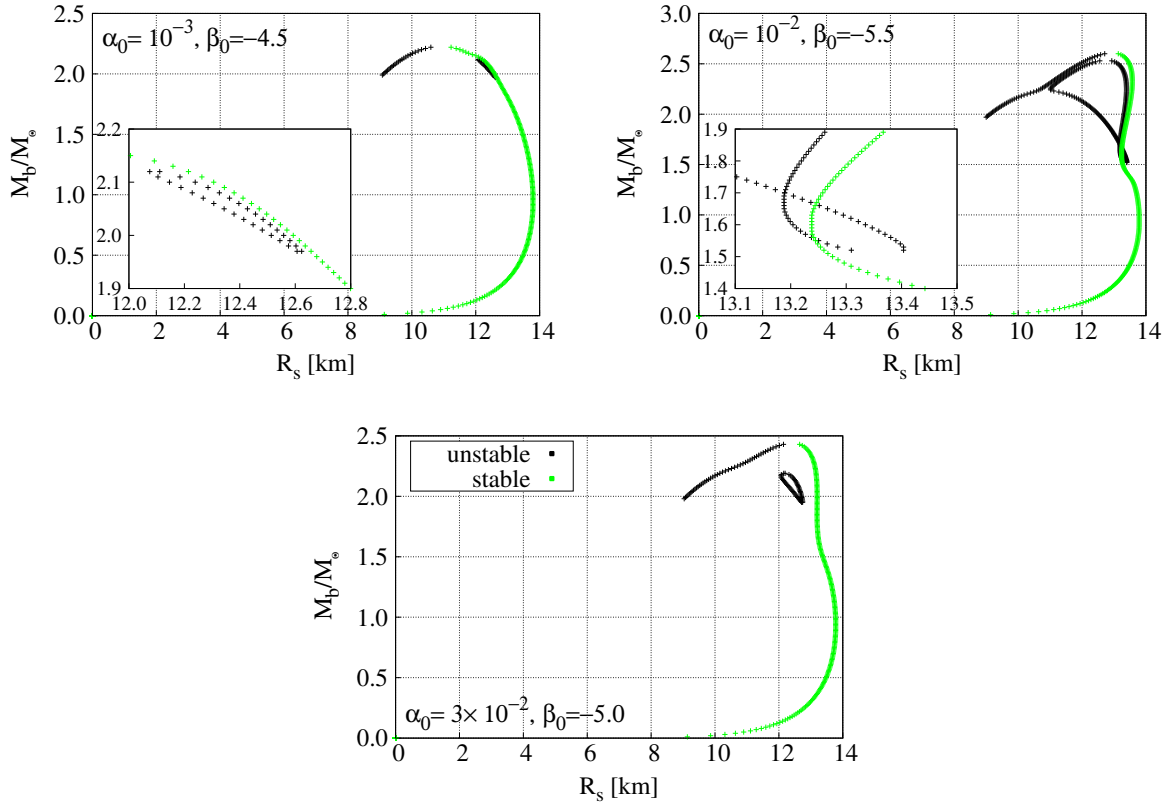 α₀= 10⁻³, β₀=−4.5
M_b/M_⊙
2.5
2.0
1.5
1.0
0.5
0.0
2.2
2.1
2.0
1.9
12.0 12.2 12.4 12.6 12.8
0 2 4 6 8 10 12 14
R_s [km]
α₀= 10⁻², β₀=−5.5
M_b/M_⊙
3.0
2.5
2.0
1.5
1.0
0.5
0.0
1.9
1.8
1.7
1.6
1.5
1.4
13.1 13.2 13.3 13.4 13.5
0 2 4 6 8 10 12 14
R_s [km]
unstable
stable
M_b/M_⊙
2.5
2.0
1.5
1.0
0.5
0.0
α₀= 3× 10⁻², β₀=−5.0
0 2 4 6 8 10 12 14
R_s [km]